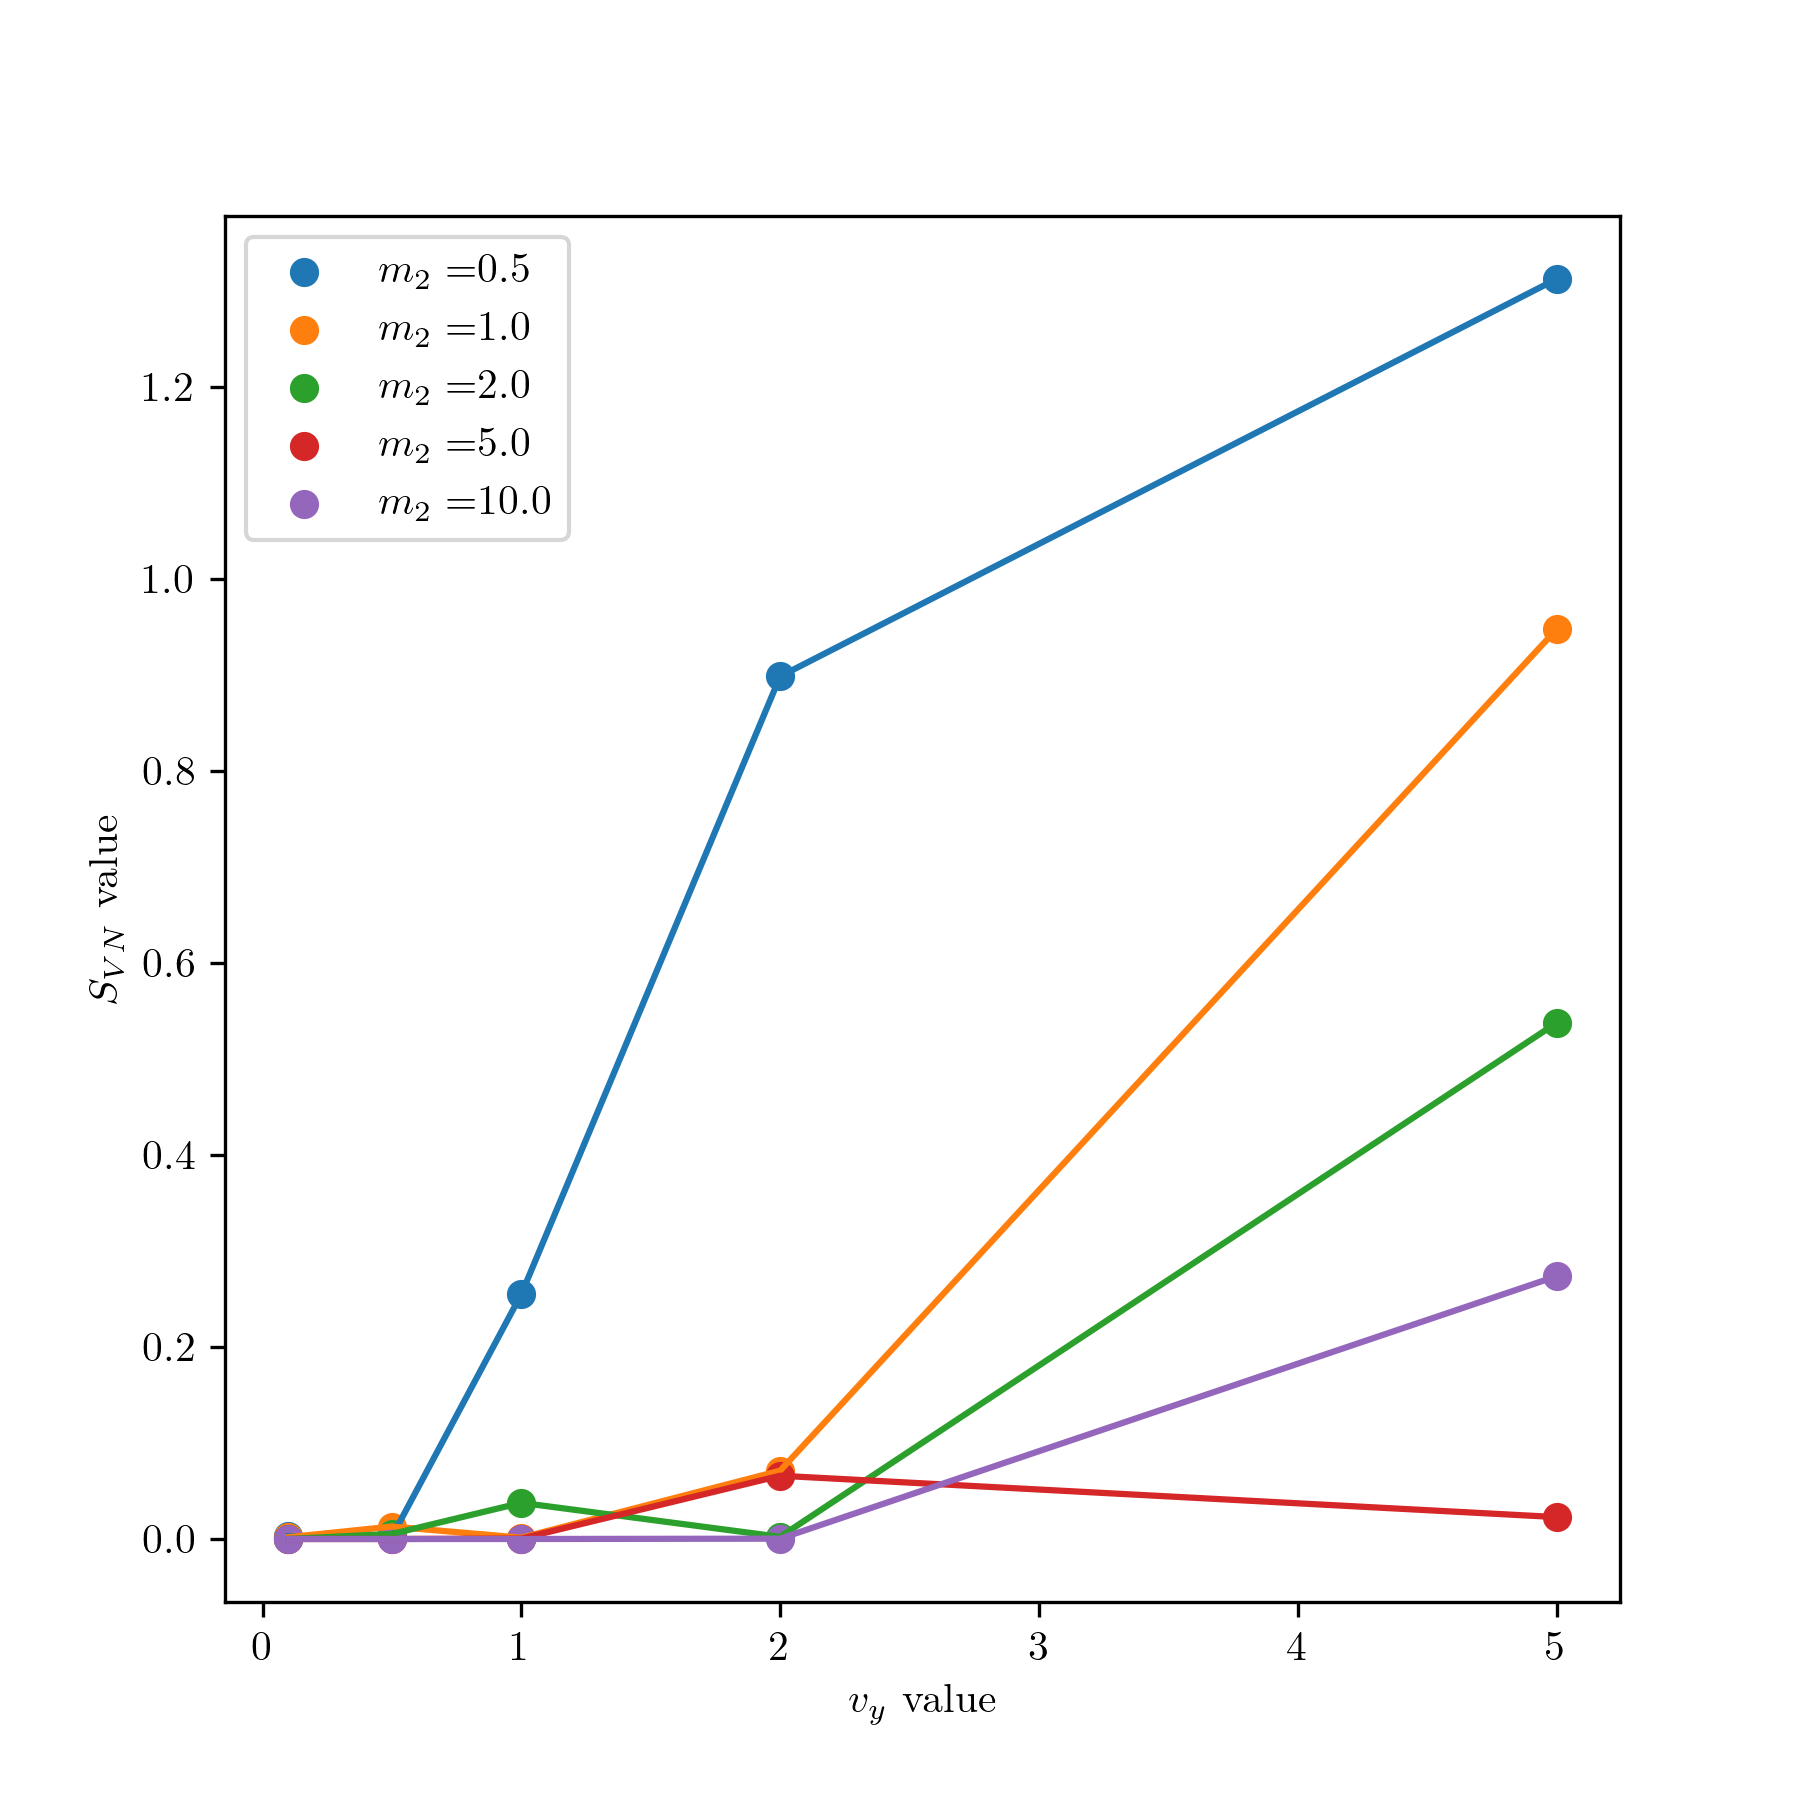 m₂ =0.5
m₂ =1.0
m₂ =2.0
m₂ =5.0
m₂ =10.0
1.2
1.0
0.8
0.6
0.4
0.2
0.0
S_{VN} value
0 1 2 3 4 5
v_y value